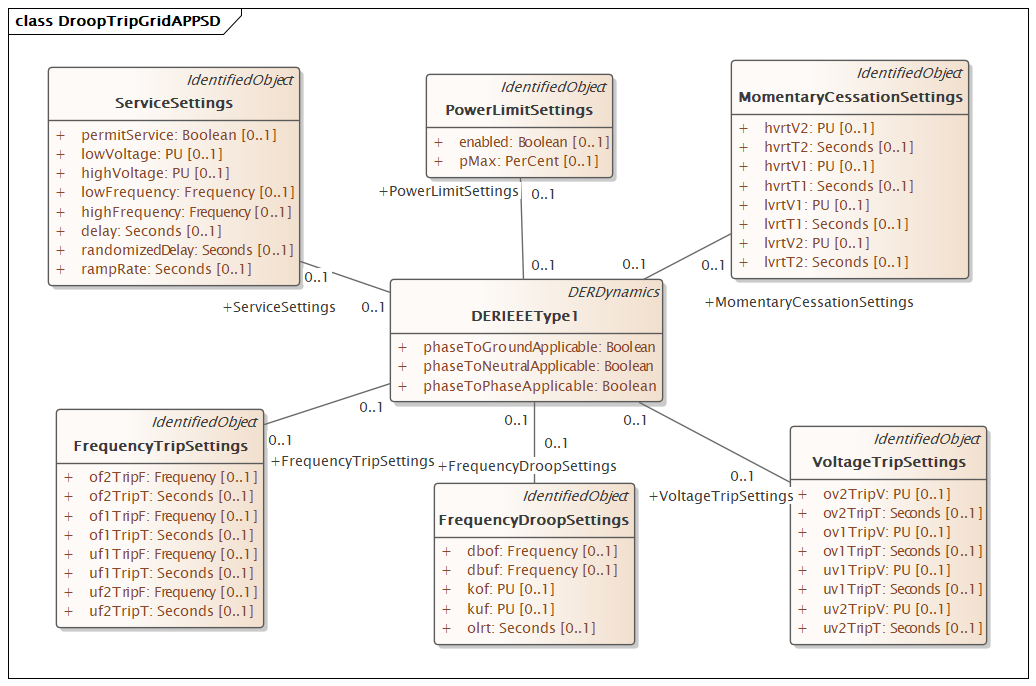 class DroopTripGridAPPSD
IdentifiedObject
ServiceSettings
+ permitService: Boolean [0..1]
+ lowVoltage: PU [0..1]
+ highVoltage: PU [0..1]
+ lowFrequency: Frequency [0..1]
+ highFrequency: Frequency [0..1]
+ delay: Seconds [0..1]
+ randomizedDelay: Seconds [0..1]
+ rampRate: Seconds [0..1]
IdentifiedObject
PowerLimitSettings
+ enabled: Boolean [0..1]
+ pMax: PerCent [0..1]
IdentifiedObject
MomentaryCessationSettings
+ hvrtV2: PU [0..1]
+ hvrtT2: Seconds [0..1]
+ hvrtV1: PU [0..1]
+ hvrtT1: Seconds [0..1]
+ lvrtV1: PU [0..1]
+ lvrtT1: Seconds [0..1]
+ lvrtV2: PU [0..1]
+ lvrtT2: Seconds [0..1]
+PowerLimitSettings
0..1
0..1
0..1
0..1
+MomentaryCessationSettings
0..1
+ServiceSettings
0..1
DERDynamics
DERIEEEType1
+ phaseToGroundApplicable: Boolean
+ phaseToNeutralApplicable: Boolean
+ phaseToPhaseApplicable: Boolean
0..1
0..1
+FrequencyTripSettings
0..1
0..1
+FrequencyDroopSettings
0..1
0..1
+VoltageTripSettings
IdentifiedObject
FrequencyTripSettings
+ of2TripF: Frequency [0..1]
+ of2TripT: Seconds [0..1]
+ of1TripF: Frequency [0..1]
+ of1TripT: Seconds [0..1]
+ uf1TripF: Frequency [0..1]
+ uf1TripT: Seconds [0..1]
+ uf2TripF: Frequency [0..1]
+ uf2TripT: Seconds [0..1]
IdentifiedObject
FrequencyDroopSettings
+ dbof: Frequency [0..1]
+ dbuf: Frequency [0..1]
+ kof: PU [0..1]
+ kuf: PU [0..1]
+ olrt: Seconds [0..1]
IdentifiedObject
VoltageTripSettings
+ ov2TripV: PU [0..1]
+ ov2TripT: Seconds [0..1]
+ ov1TripV: PU [0..1]
+ ov1TripT: Seconds [0..1]
+ uv1TripV: PU [0..1]
+ uv1TripT: Seconds [0..1]
+ uv2TripV: PU [0..1]
+ uv2TripT: Seconds [0..1]